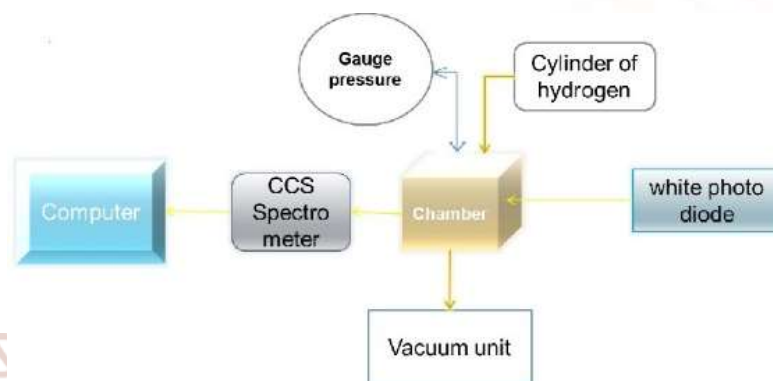 Gauge
pressure
Cylinder of
hydrogen
Computer
CCS
Spectro
meter
Chamber
white photo
diode
Vacuum unit